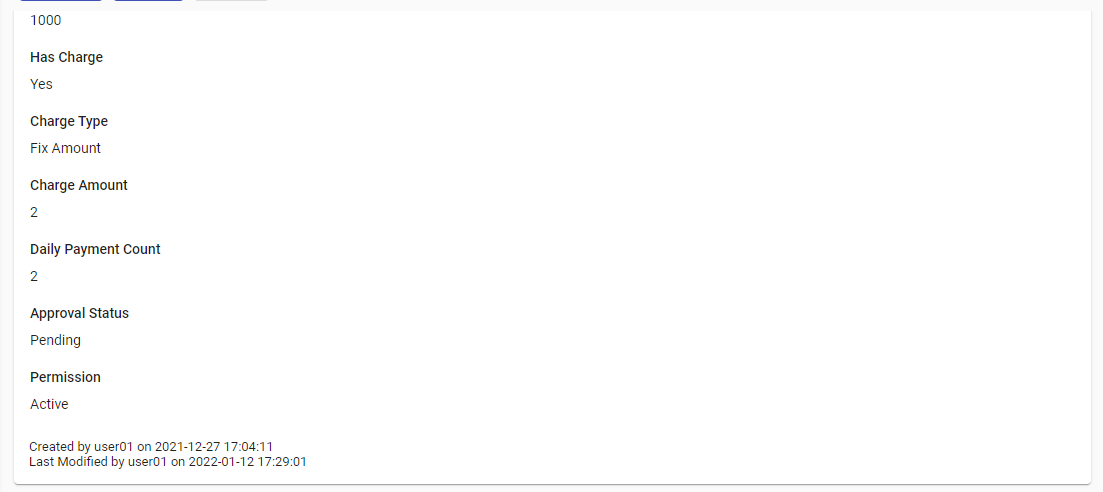 1000
Has Charge
Yes
Charge Type
Fix Amount
Charge Amount
2
Daily Payment Count
2
Approval Status
Pending
Permission
Active
Created by user01 on 2021-12-27 17:04:11
Last Modified by user01 on 2022-01-12 17:29:01